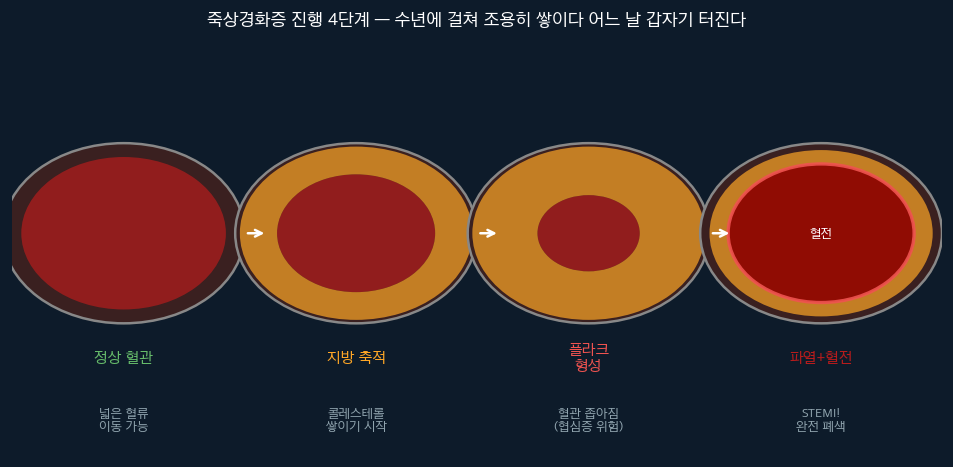 죽상경화증 진행 4단계 — 수년에 걸쳐 조용히 쌓이다 어느 날 갑자기 터진다
혈전
정상 혈관
지방 축적
플라크
형성
파열+혈전
넓은 혈류
이동 가능
콜레스테롤
쌓이기 시작
혈관 좁아짐
(협심증 위험)
STEMI!
완전 폐색